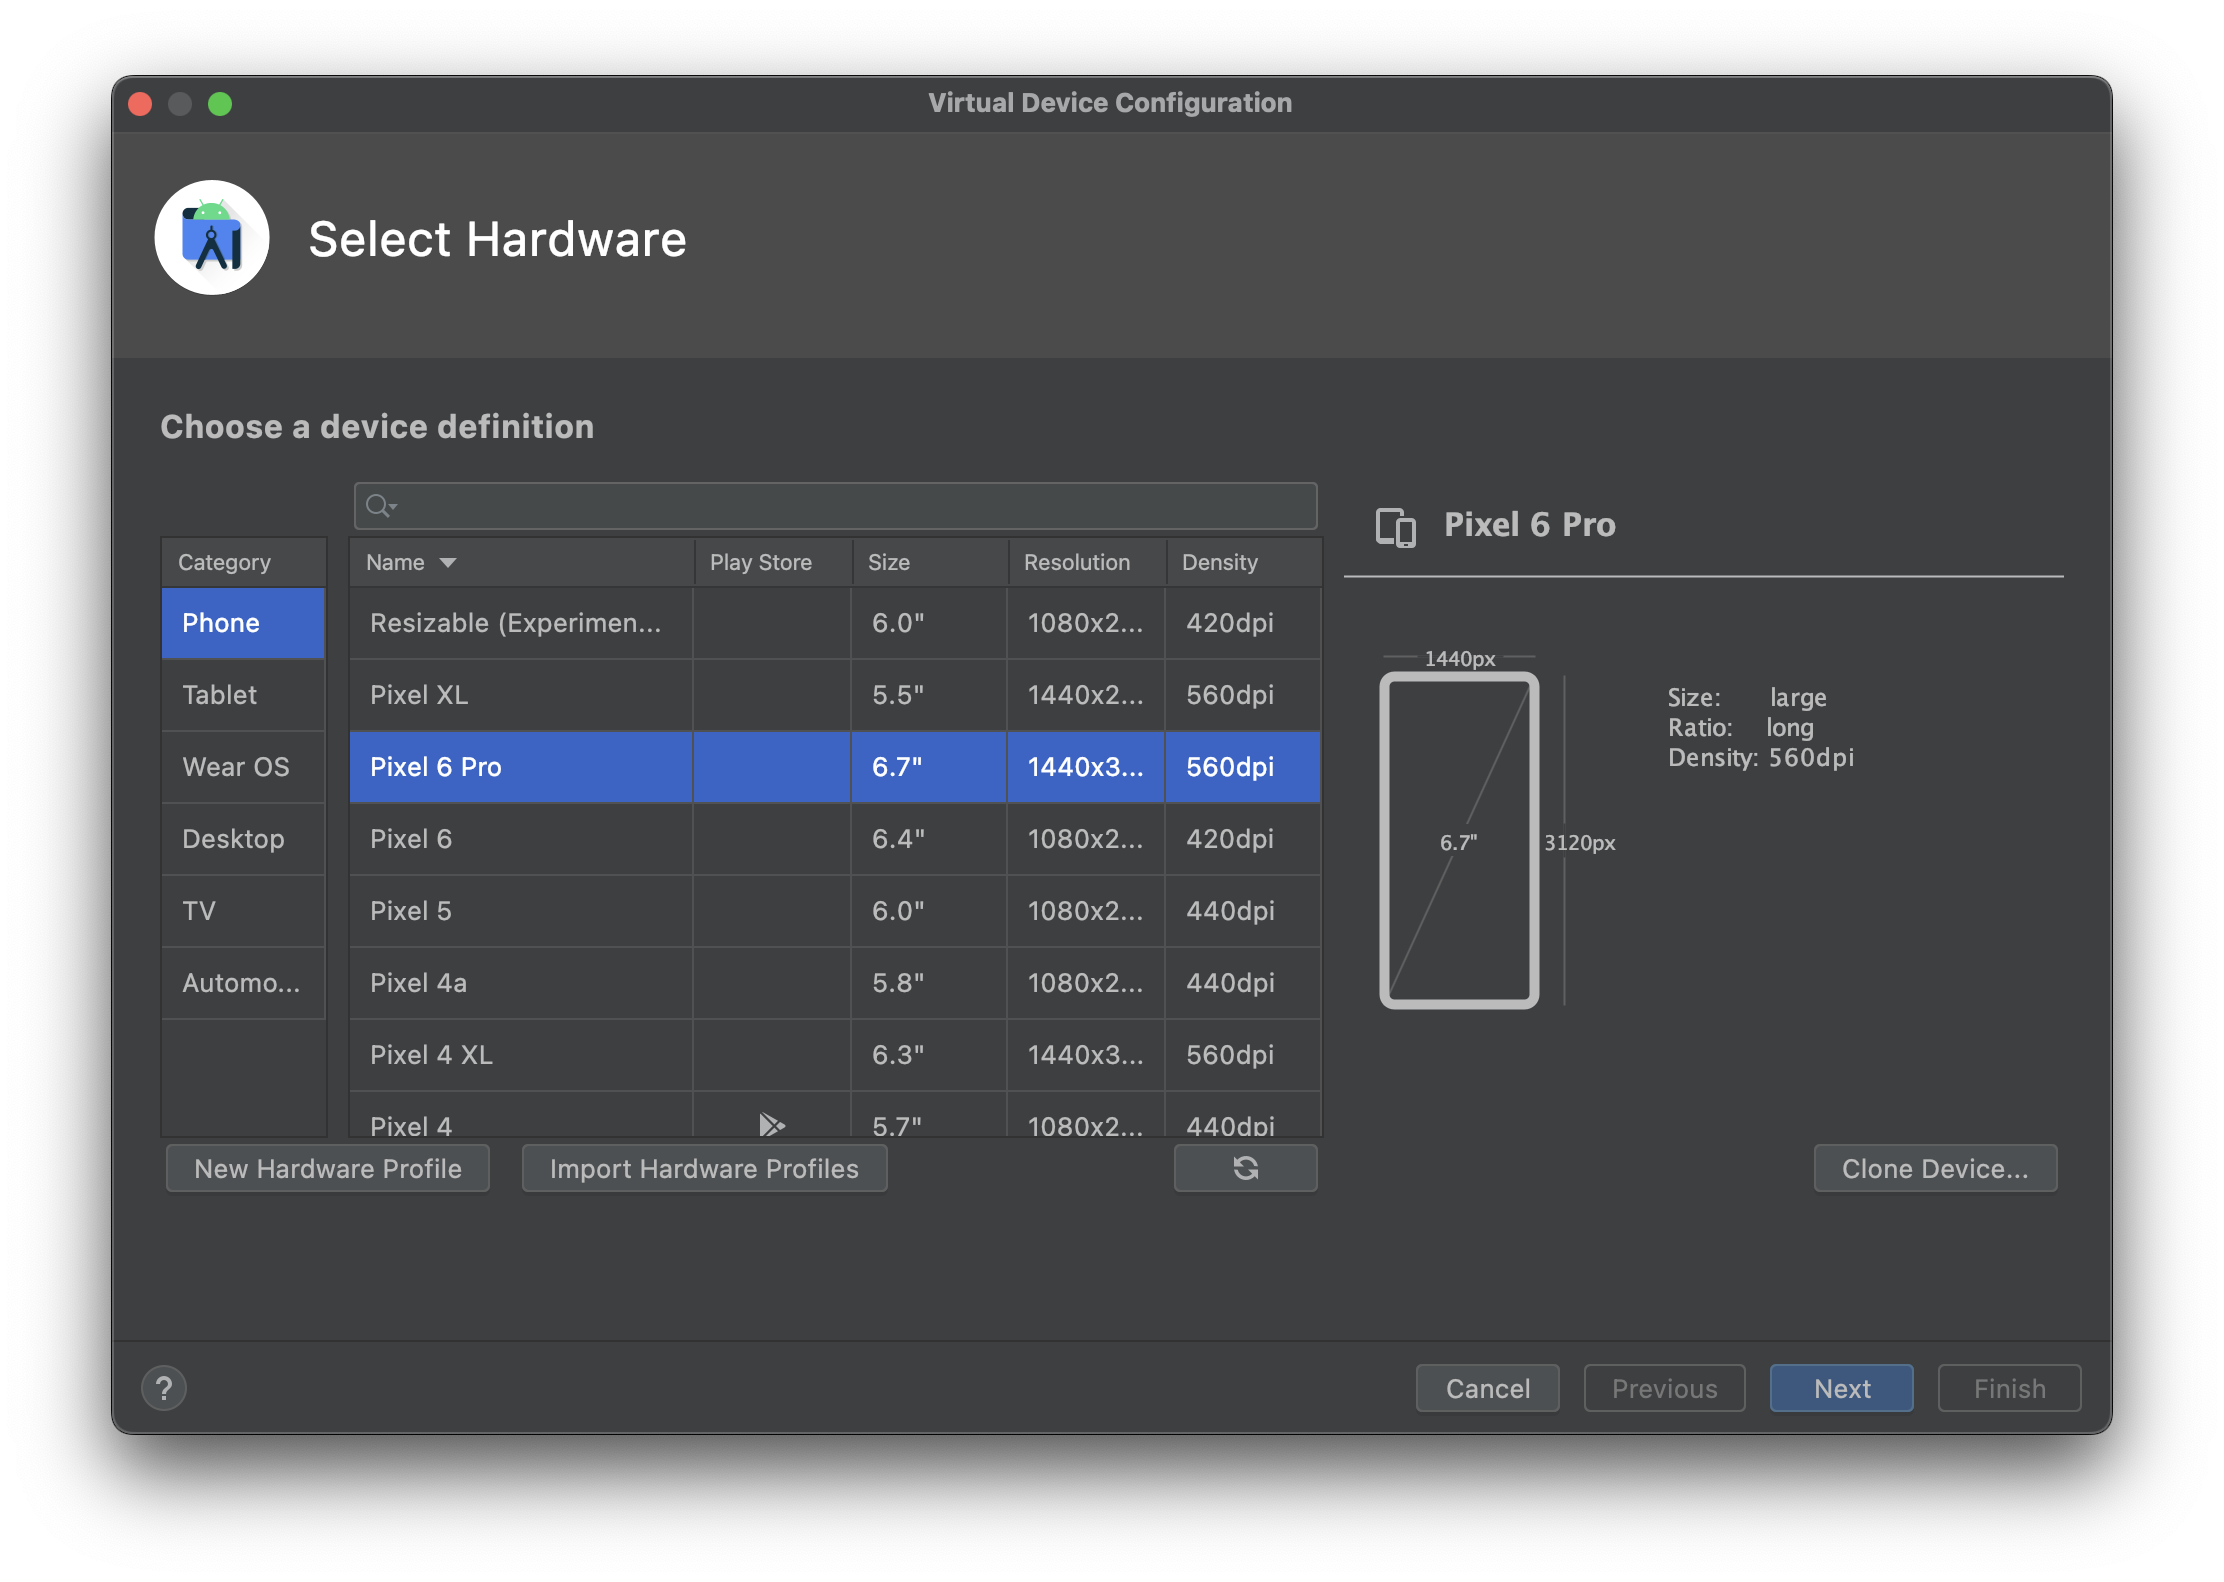 Virtual Device Configuration
Select Hardware
Choose a device definition
Category
Phone
Tablet
Wear OS
Desktop
TV
Automo...
Name Play Store Size Resolution Density
Resizable (Experimen... 6.0" 1080x2... 420dpi
Pixel XL 5.5" 1440x2... 560dpi
Pixel 6 Pro 6.7" 1440x3... 560dpi
Pixel 6 6.4" 1080x2... 420dpi
Pixel 5 6.0" 1080x2... 440dpi
Pixel 4a 5.8" 1080x2... 440dpi
Pixel 4 XL 6.3" 1440x3... 560dpi
Pixel 4 5.7" 1080x2... 440dpi
New Hardware Profile Import Hardware Profiles
Pixel 6 Pro
1440px
6.7"
3120px
Size: large
Ratio: long
Density: 560dpi
Clone Device...
? Cancel Previous Next Finish